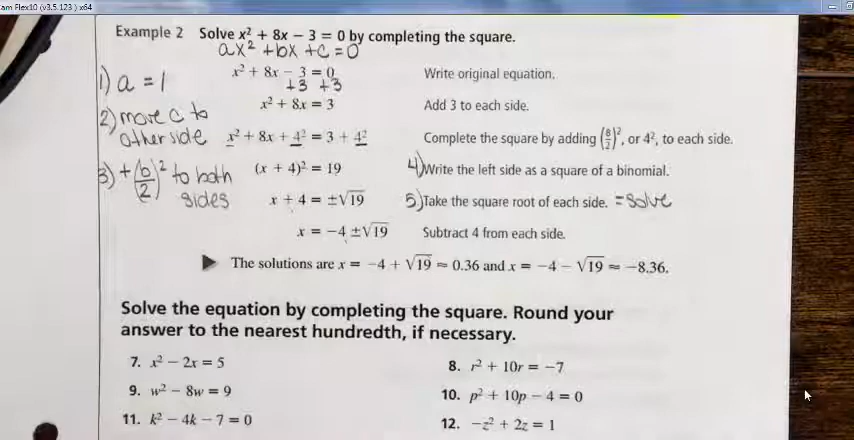 am Flex10 (v3.5.123) x64
Example 2 Solve x² + 8x − 3 = 0 by completing the square.
ax² + bx + c = 0
1) a = 1
x² + 8x − 3 = 0 Write original equation.
+3 +3
2) move c to
x² + 8x = 3 Add 3 to each side.
other side
x² + 8x + 4² = 3 + 4² Complete the square by adding (8/2)², or 4², to each side.
3) + (b/2)² to both
(x + 4)² = 19 4) Write the left side as a square of a binomial.
sides
x + 4 = ±√19 5) Take the square root of each side. = solve
x = −4 ±√19 Subtract 4 from each side.
▶ The solutions are x = −4 + √19 ≈ 0.36 and x = −4 − √19 ≈ −8.36.
Solve the equation by completing the square. Round your
answer to the nearest hundredth, if necessary.
7. x² − 2x = 5 8. r² + 10r = −7
9. w² − 8w = 9 10. p² + 10p − 4 = 0
11. k² − 4k − 7 = 0 12. −z² + 2z = 1